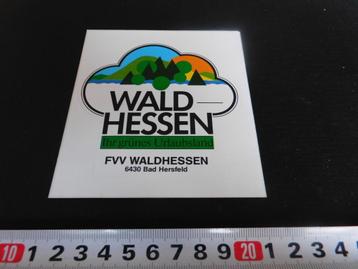 WALD
HESSEN
Ihr grünes Urlaubsland
FVV WALDHESSEN
6430 Bad Hersfeld
10 1 2 3 4 5 6 7 8 9 20 1 2 3 4